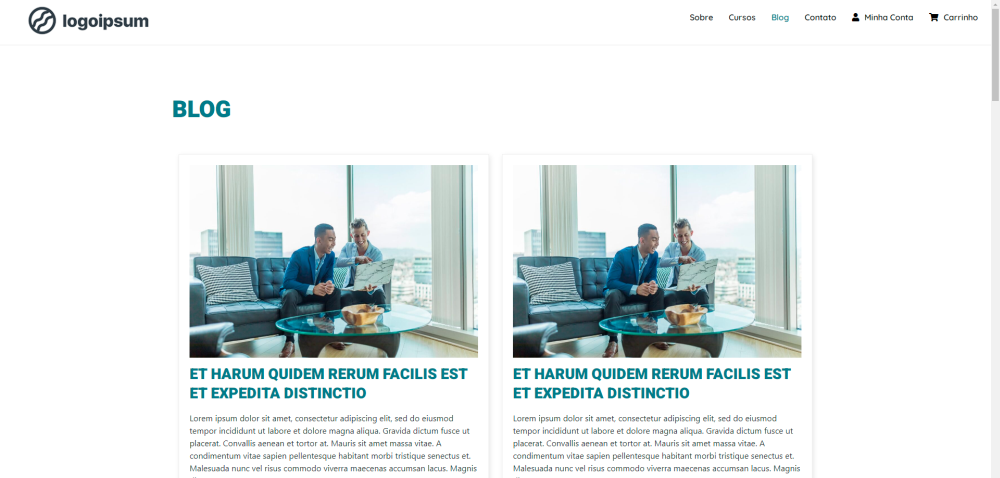 logoipsum
Sobre Cursos Blog Contato Minha Conta Carrinho
BLOG
ET HARUM QUIDEM RERUM FACILIS EST
ET EXPEDITA DISTINCTIO
Lorem ipsum dolor sit amet, consectetur adipiscing elit, sed do eiusmod
tempor incididunt ut labore et dolore magna aliqua. Gravida dictum fusce ut
placerat. Convallis aenean et tortor at. Mauris sit amet massa vitae. A
condimentum vitae sapien pellentesque habitant morbi tristique senectus et.
Malesuada nunc vel risus commodo viverra maecenas accumsan lacus. Magnis
ET HARUM QUIDEM RERUM FACILIS EST
ET EXPEDITA DISTINCTIO
Lorem ipsum dolor sit amet, consectetur adipiscing elit, sed do eiusmod
tempor incididunt ut labore et dolore magna aliqua. Gravida dictum fusce ut
placerat. Convallis aenean et tortor at. Mauris sit amet massa vitae. A
condimentum vitae sapien pellentesque habitant morbi tristique senectus et.
Malesuada nunc vel risus commodo viverra maecenas accumsan lacus. Magnis